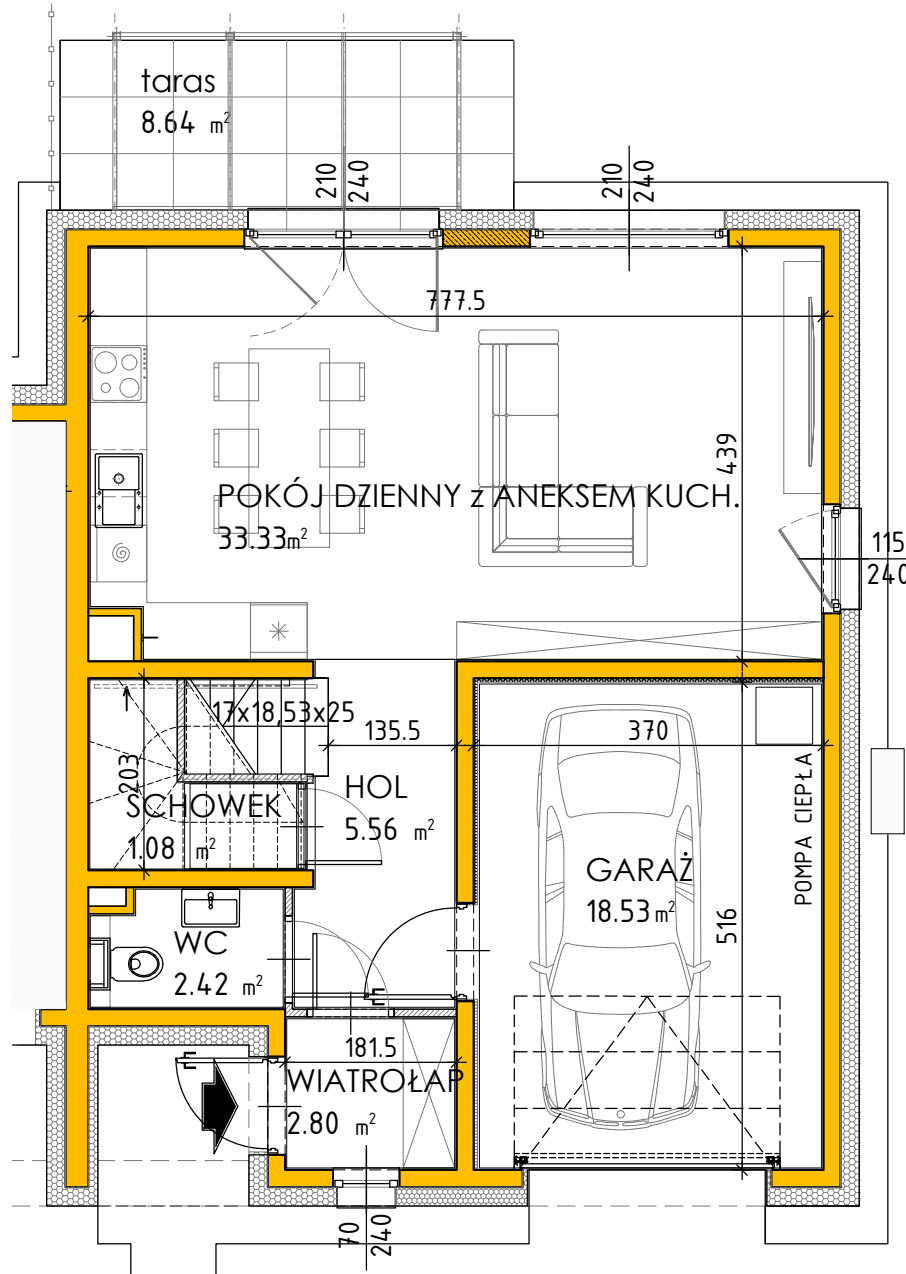 taras
8.64 m²
210
240
210
240
777.5
439
POKÓJ DZIENNY z ANEKSEM KUCH.
33.33m²
115
240
17x18,53x25
135.5
370
203
HOL
5.56 m²
SCHOWEK
1.08 m²
POMPA CIEPŁA
GARAŻ
18.53 m²
516
WC
2.42 m²
181.5
WIATROŁAP
2.80 m²
70
240